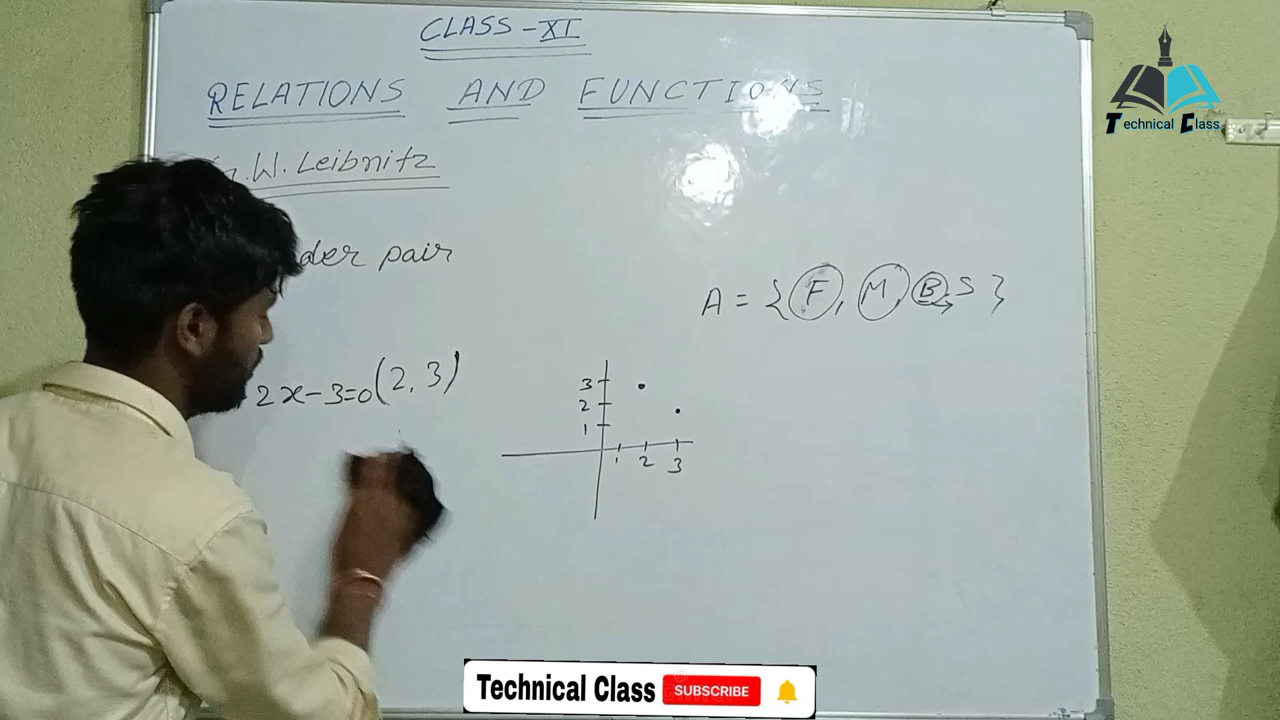 CLASS - XI
RELATIONS AND FUNCTIONS
Technical Class
.W. Leibnitz
der pair
A = {F, M, B, S}
2x-3=0 (2, 3)
3
2
1
1 2 3
Technical Class SUBSCRIBE